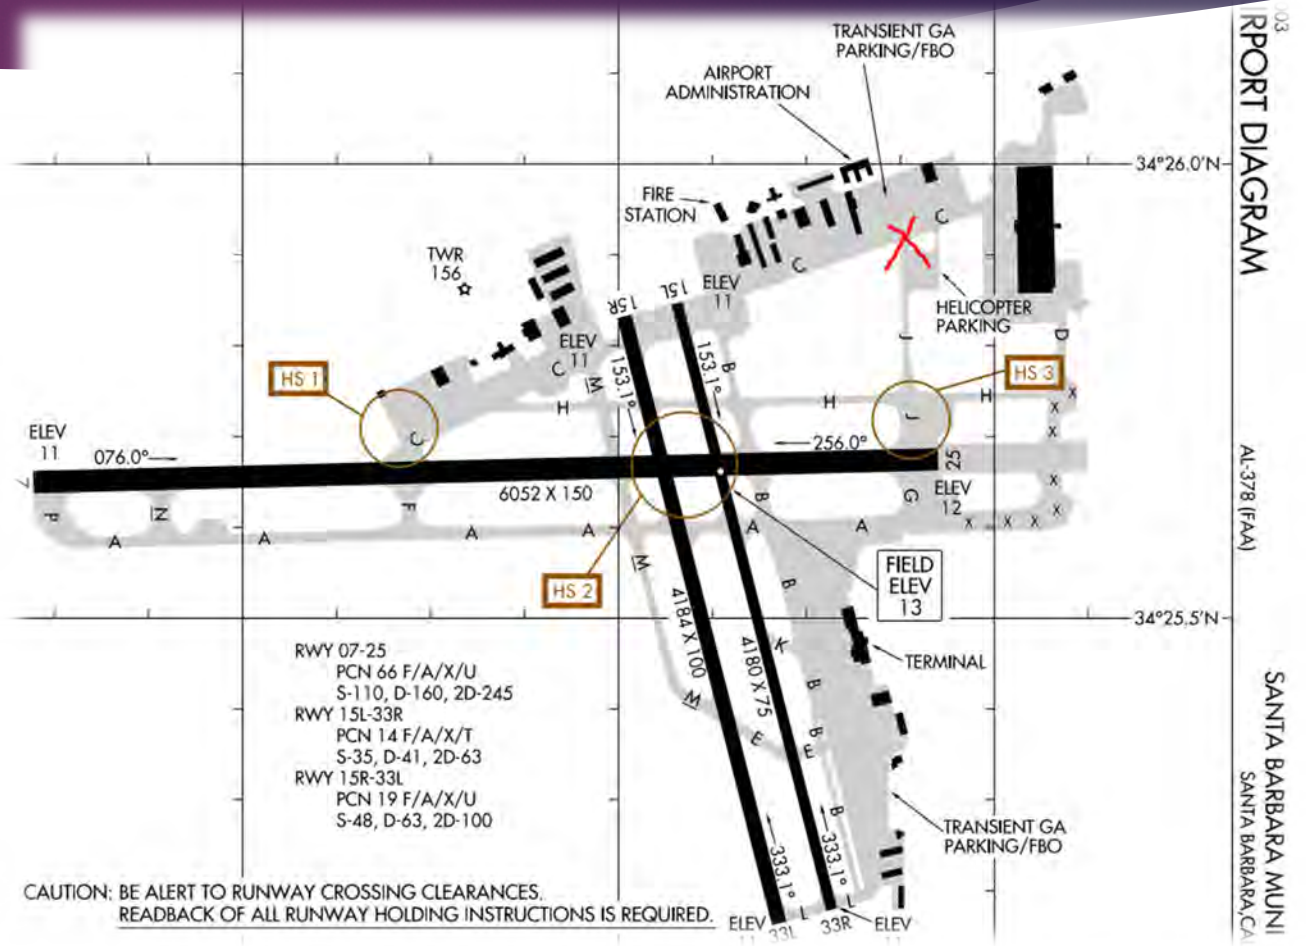 TRANSIENT GA
PARKING/FBO
AIRPORT
ADMINISTRATION
34°26.0'N
FIRE
STATION
C
TWR
156
C
ELEV
11
15L
15R
HELICOPTER
PARKING
ELEV
11
J
D
153.1°
153.1°
B
C
M
HS 1
HS 3
H
H
H
X
X
X
J
ELEV
11
C
076.0°
256.0°
25
7
6052 X 150
ELEV
12
P
N
F
B
G
X
X
X
X
X
A
A
A
A
A
A
M
HS 2
FIELD
ELEV
13
B
4184 X 100
34°25.5'N
K
4180 X 75
TERMINAL
RWY 07-25
PCN 66 F/A/X/U
S-110, D-160, 2D-245
RWY 15L-33R
PCN 14 F/A/X/T
S-35, D-41, 2D-63
RWY 15R-33L
PCN 19 F/A/X/U
S-48, D-63, 2D-100
B
M
E
B
E
B
333.1°
333.1°
TRANSIENT GA
PARKING/FBO
CAUTION: BE ALERT TO RUNWAY CROSSING CLEARANCES.
READBACK OF ALL RUNWAY HOLDING INSTRUCTIONS IS REQUIRED.
L
L
ELEV
33L
33R
ELEV
003
RPORT DIAGRAM
AL-378 (FAA)
SANTA BARBARA MUNI
SANTA BARBARA, CA